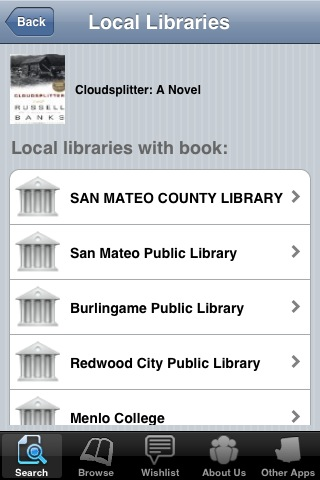 Back
Local Libraries
CLOUDSPLITTER
RUSSELL
BANKS
Cloudsplitter: A Novel
Local libraries with book:
SAN MATEO COUNTY LIBRARY
San Mateo Public Library
Burlingame Public Library
Redwood City Public Library
Menlo College
Search
Browse
Wishlist
About Us
Other Apps